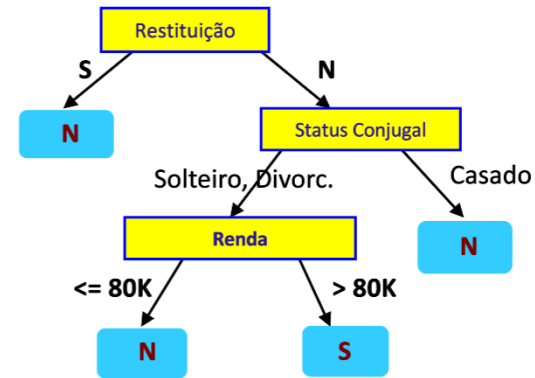 Restituição
S
N
N
Status Conjugal
Solteiro, Divorc.
Casado
Renda
N
<= 80K
> 80K
N
S